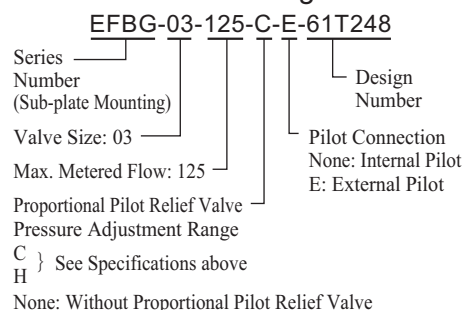 EFBG-03-125-C-E-61T248
Series
Number
(Sub-plate Mounting)
Design
Number
Valve Size: 03
Pilot Connection
None: Internal Pilot
E: External Pilot
Max. Metered Flow: 125
Proportional Pilot Relief Valve
Pressure Adjustment Range
C
H } See Specifications above
None: Without Proportional Pilot Relief Valve